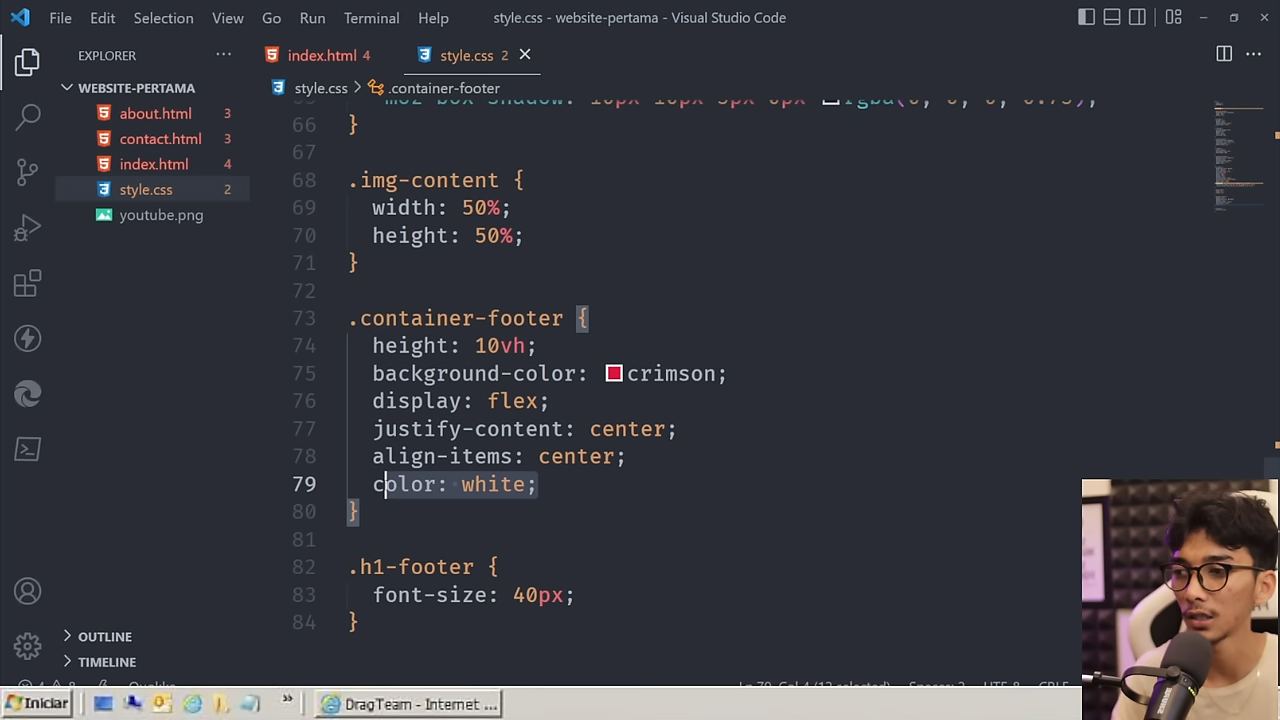 File Edit Selection View Go Run Terminal Help
style.css - website-pertama - Visual Studio Code
EXPLORER
index.html 4
style.css 2
WEBSITE-PERTAMA
style.css
.container-footer
about.html 3
contact.html 3
index.html 4
style.css 2
youtube.png
66 }
67
68 .img-content {
69 width: 50%;
70 height: 50%;
71 }
72
73 .container-footer {
74 height: 10vh;
75 background-color: crimson;
76 display: flex;
77 justify-content: center;
78 align-items: center;
79 color: white;
80 }
81
82 .h1-footer {
83 font-size: 40px;
84 }
OUTLINE
TIMELINE
Iniciar
DragTeam - Internet ...